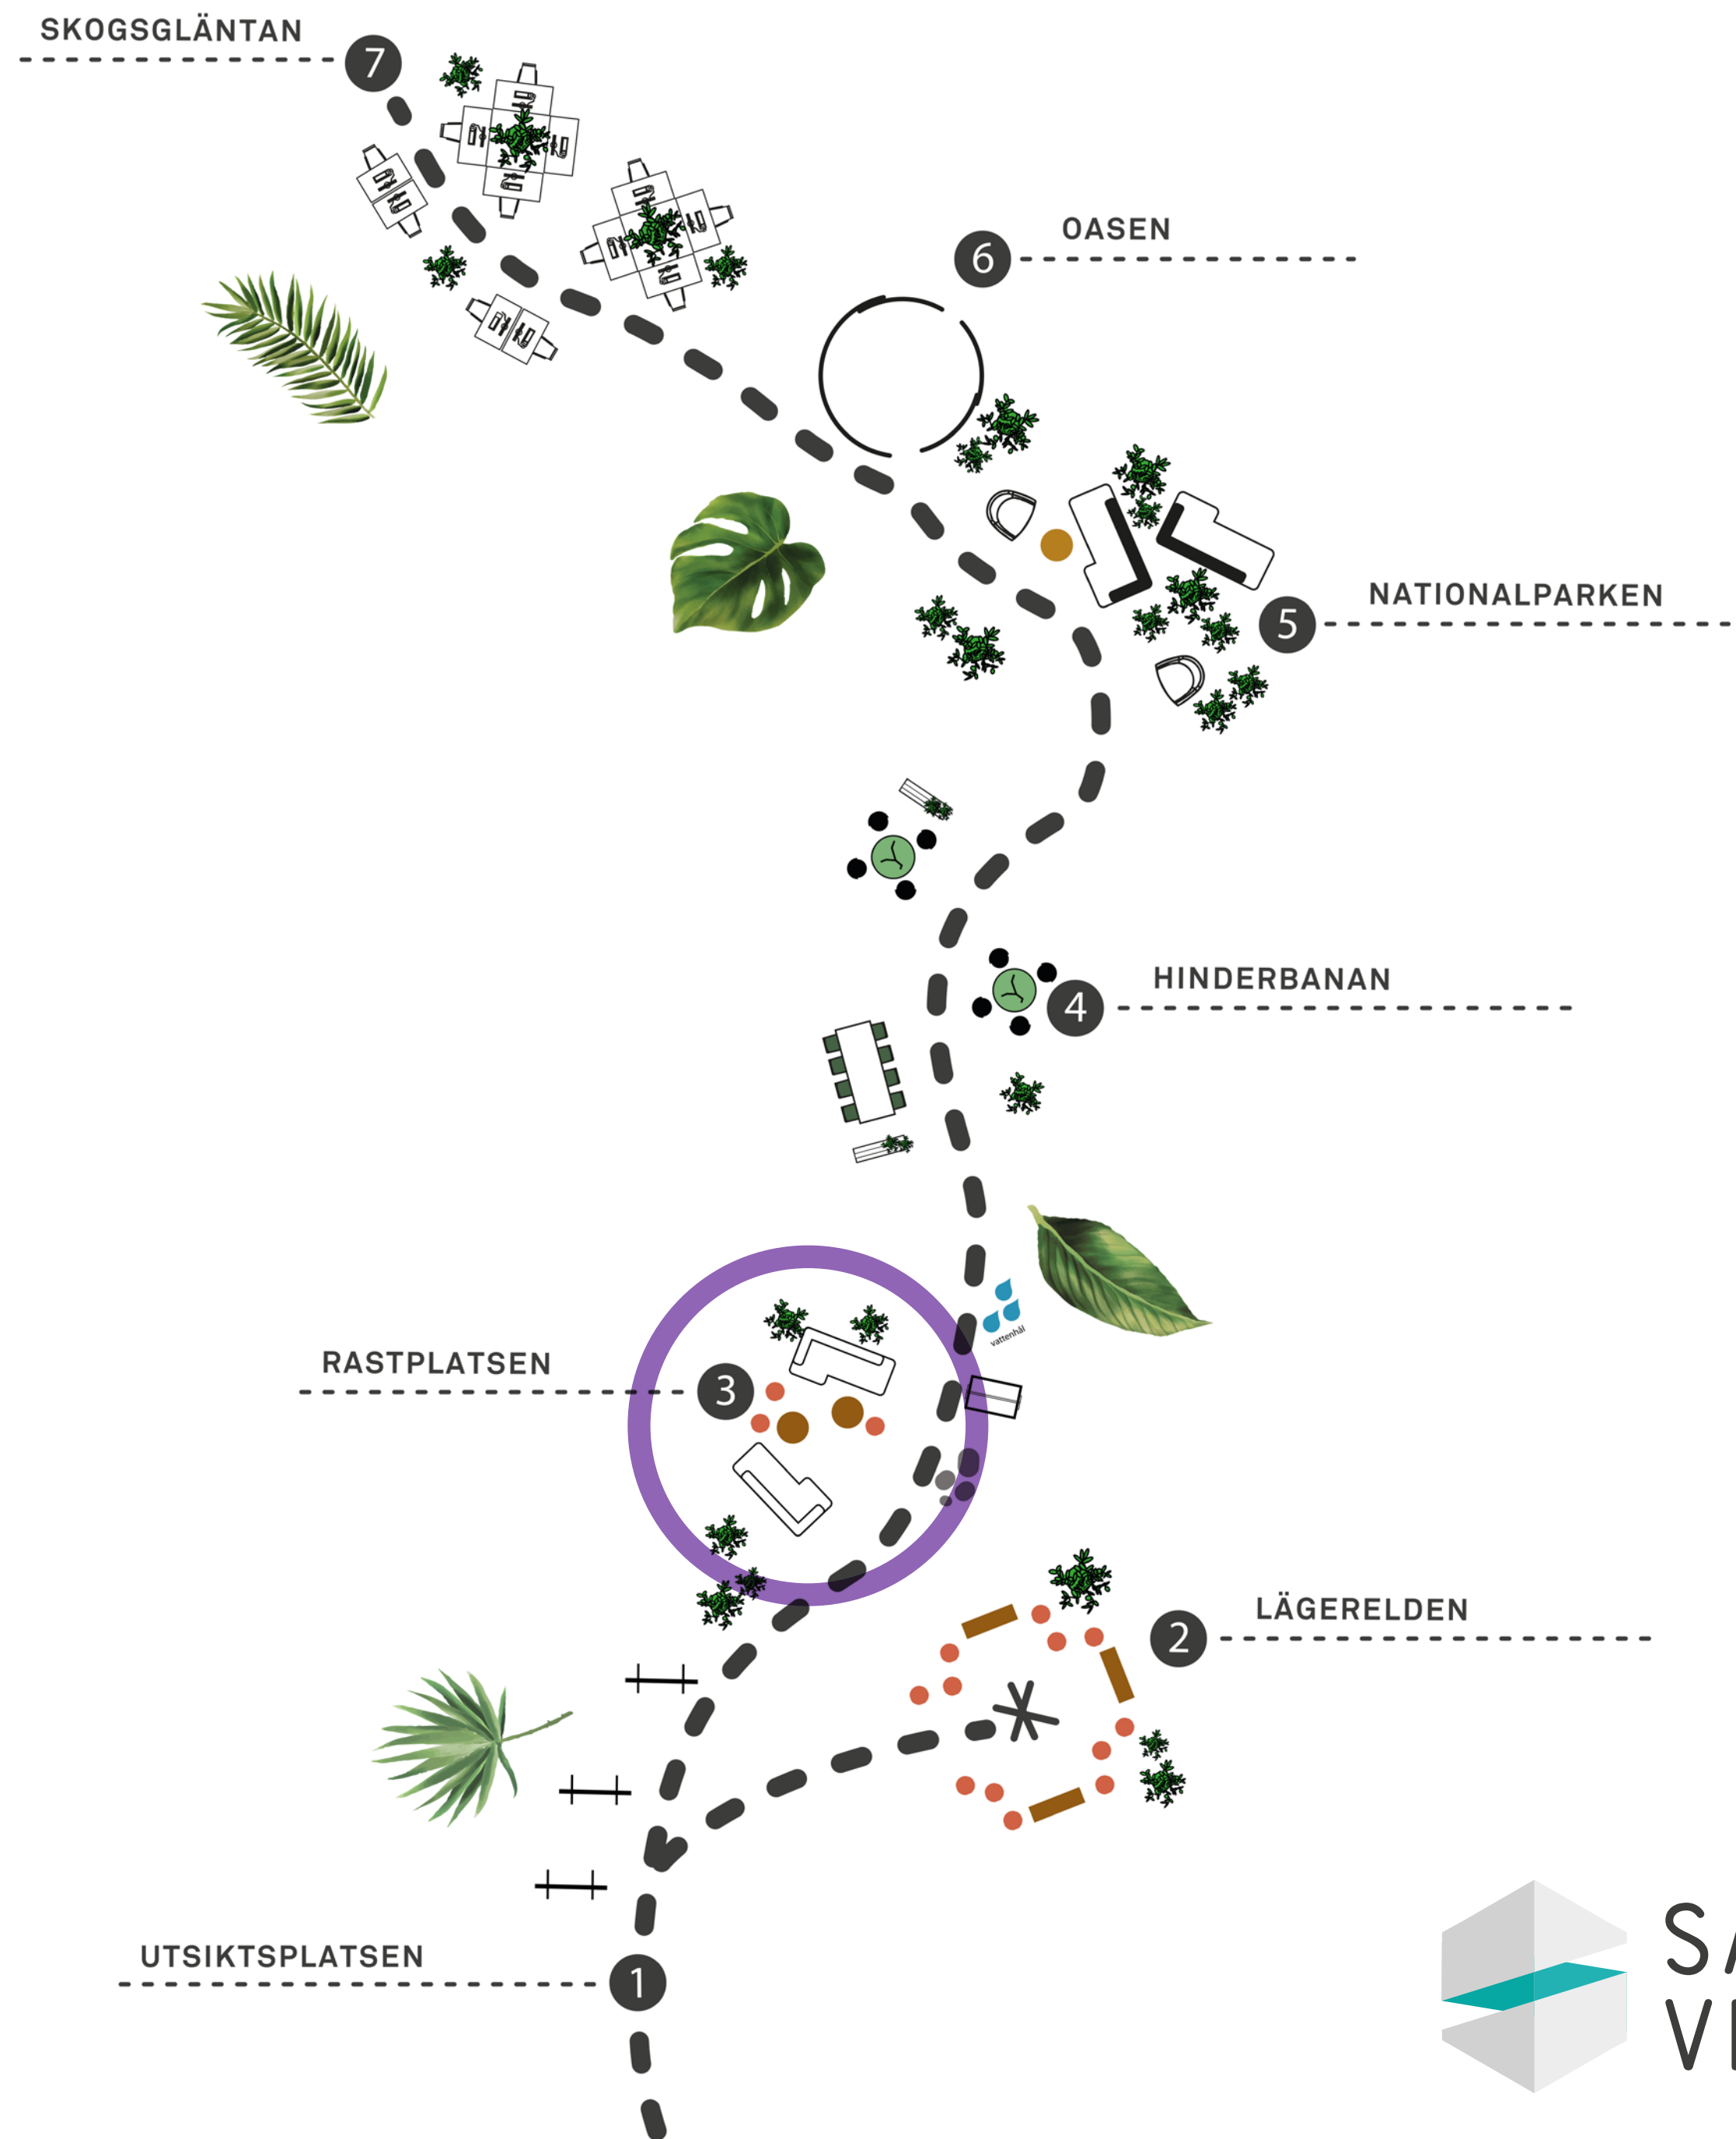 SKOGSGLÄNTAN
7
OASEN
6
NATIONALPARKEN
5
HINDERBANAN
4
vattenhål
RASTPLATSEN
3
LÄGERELDEN
2
UTSIKTSPLATSEN
1